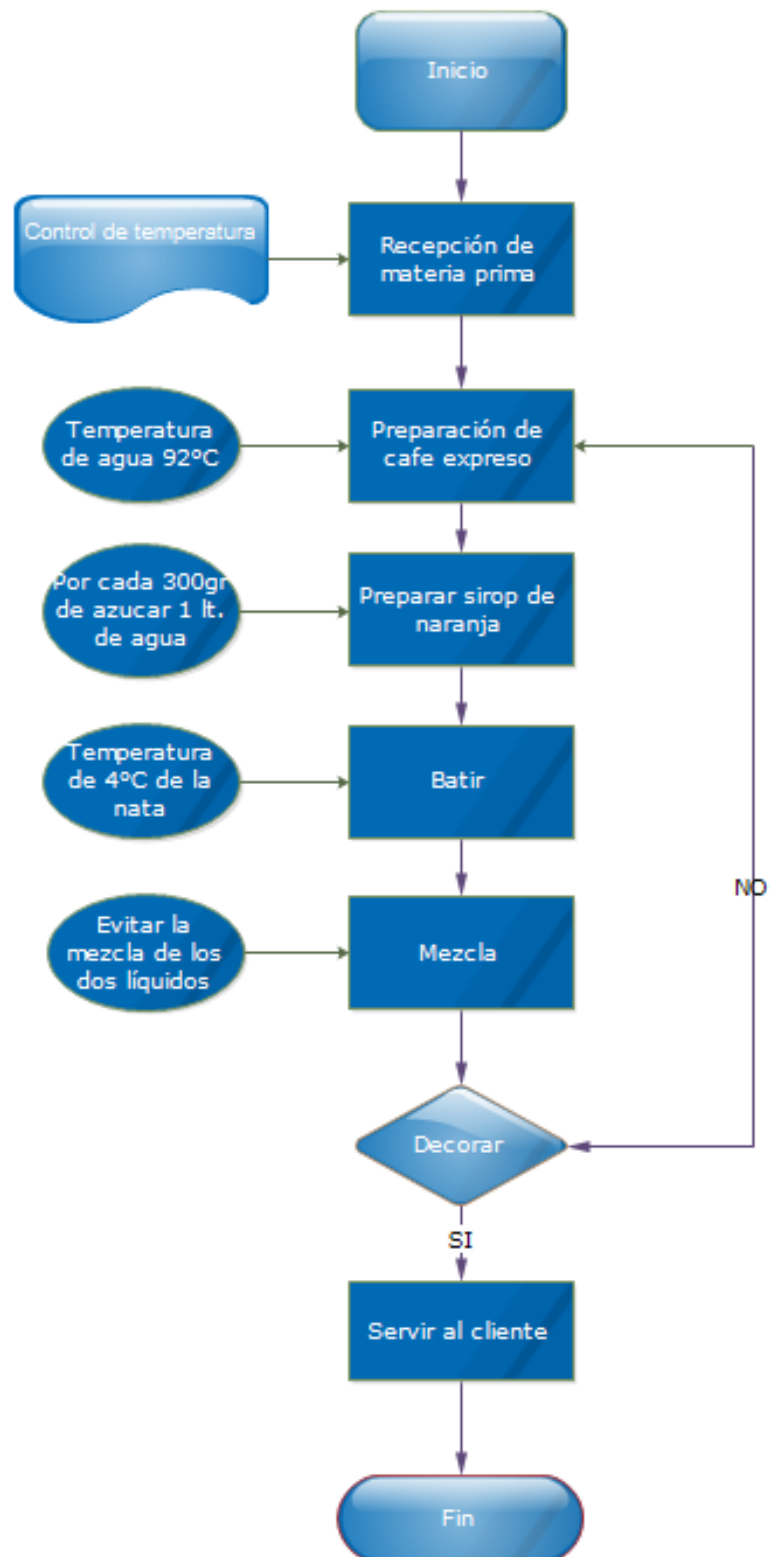 Inicio
Control de temperatura
Recepción de
materia prima
Temperatura
de agua 92°C
Preparación de
cafe expreso
Por cada 300gr
de azucar 1 lt.
de agua
Preparar sirop de
naranja
Temperatura
de 4°C de la
nata
Batir
NO
Evitar la
mezcla de los
dos líquidos
Mezcla
Decorar
SI
Servir al cliente
Fin